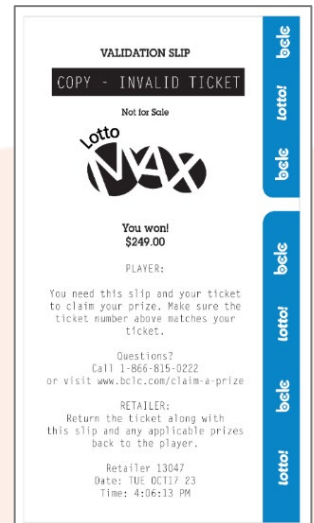 VALIDATION SLIP
COPY - INVALID TICKET
Not for Sale
Lotto
MAX
You won!
$249.00
PLAYER:
You need this slip and your ticket
to claim your prize. Make sure the
ticket number above matches your
ticket.
Questions?
Call 1-866-815-0222
or visit www.bclc.com/claim-a-prize
RETAILER:
Return the ticket along with
this slip and any applicable prizes
back to the player.
Retailer 13047
Date: TUE OCT17 23
Time: 4:06:13 PM
bclc
lotto!
bclc
bclc
lotto!
bclc
lotto!